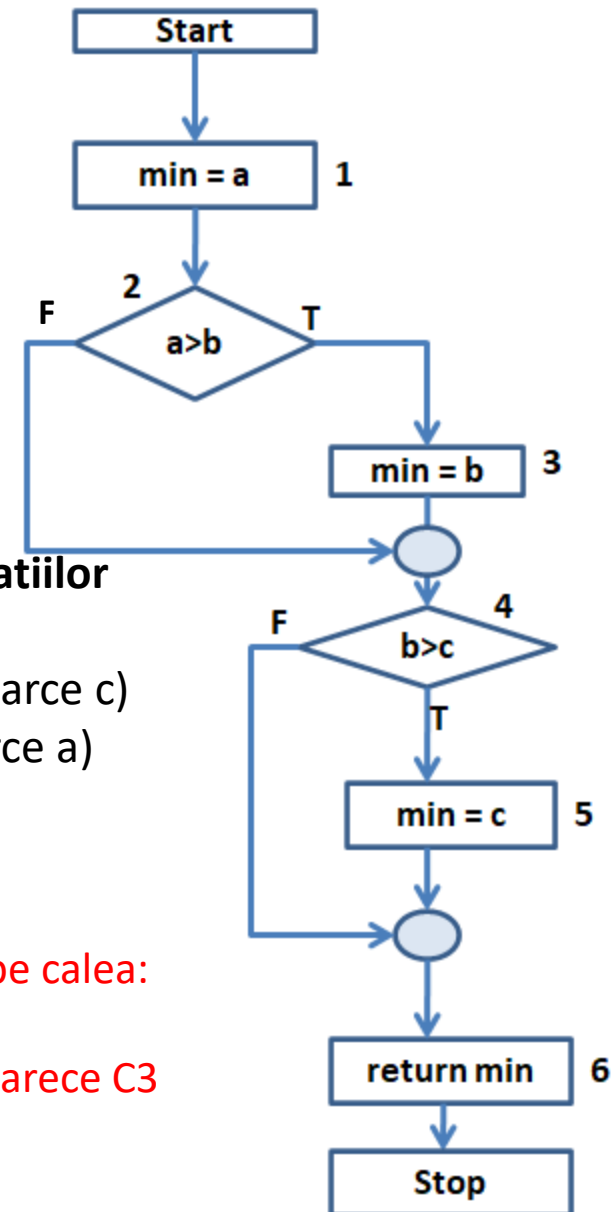 Start
min = a 1
2
F T
a>b
min = b 3
atiilor
4
F
b>c
arce c)
T
rce a)
min = c 5
pe calea:
return min 6
arece C3
Stop